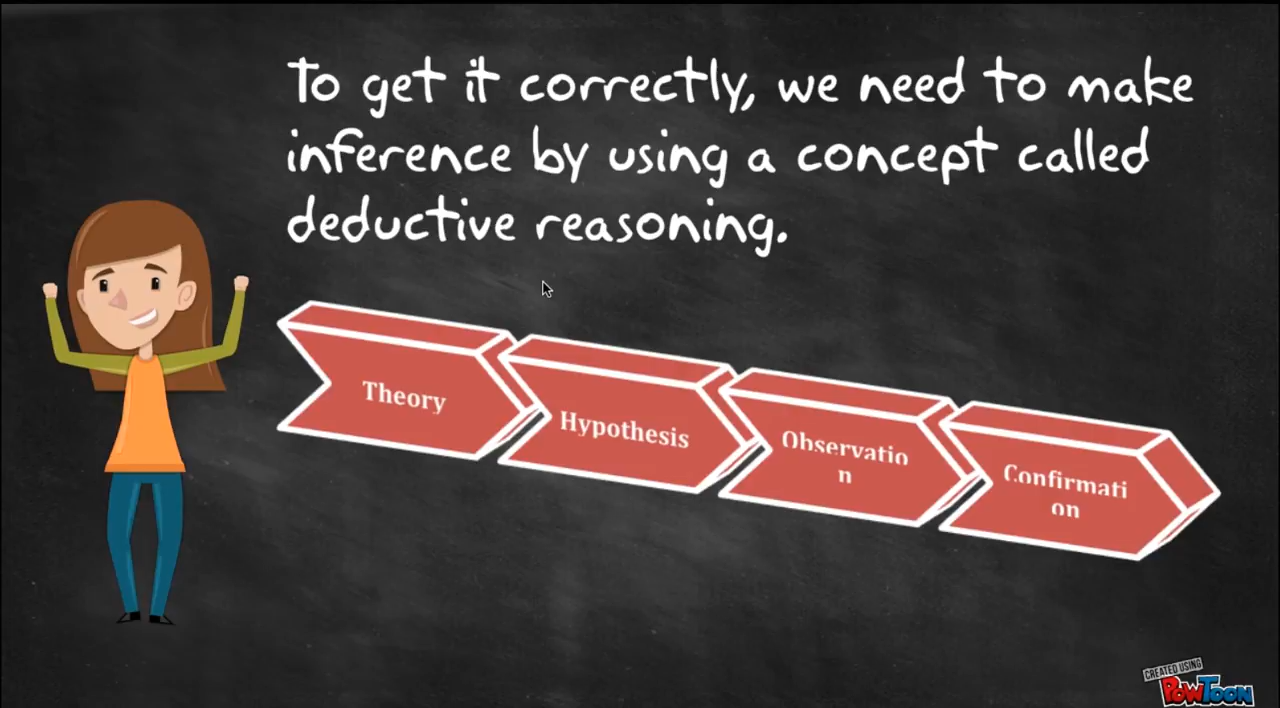 To get it correctly, we need to make
inference by using a concept called
deductive reasoning.
Theory
Hypothesis
Observatio
n
Confirmati
on
CREATED USING
POWTOON